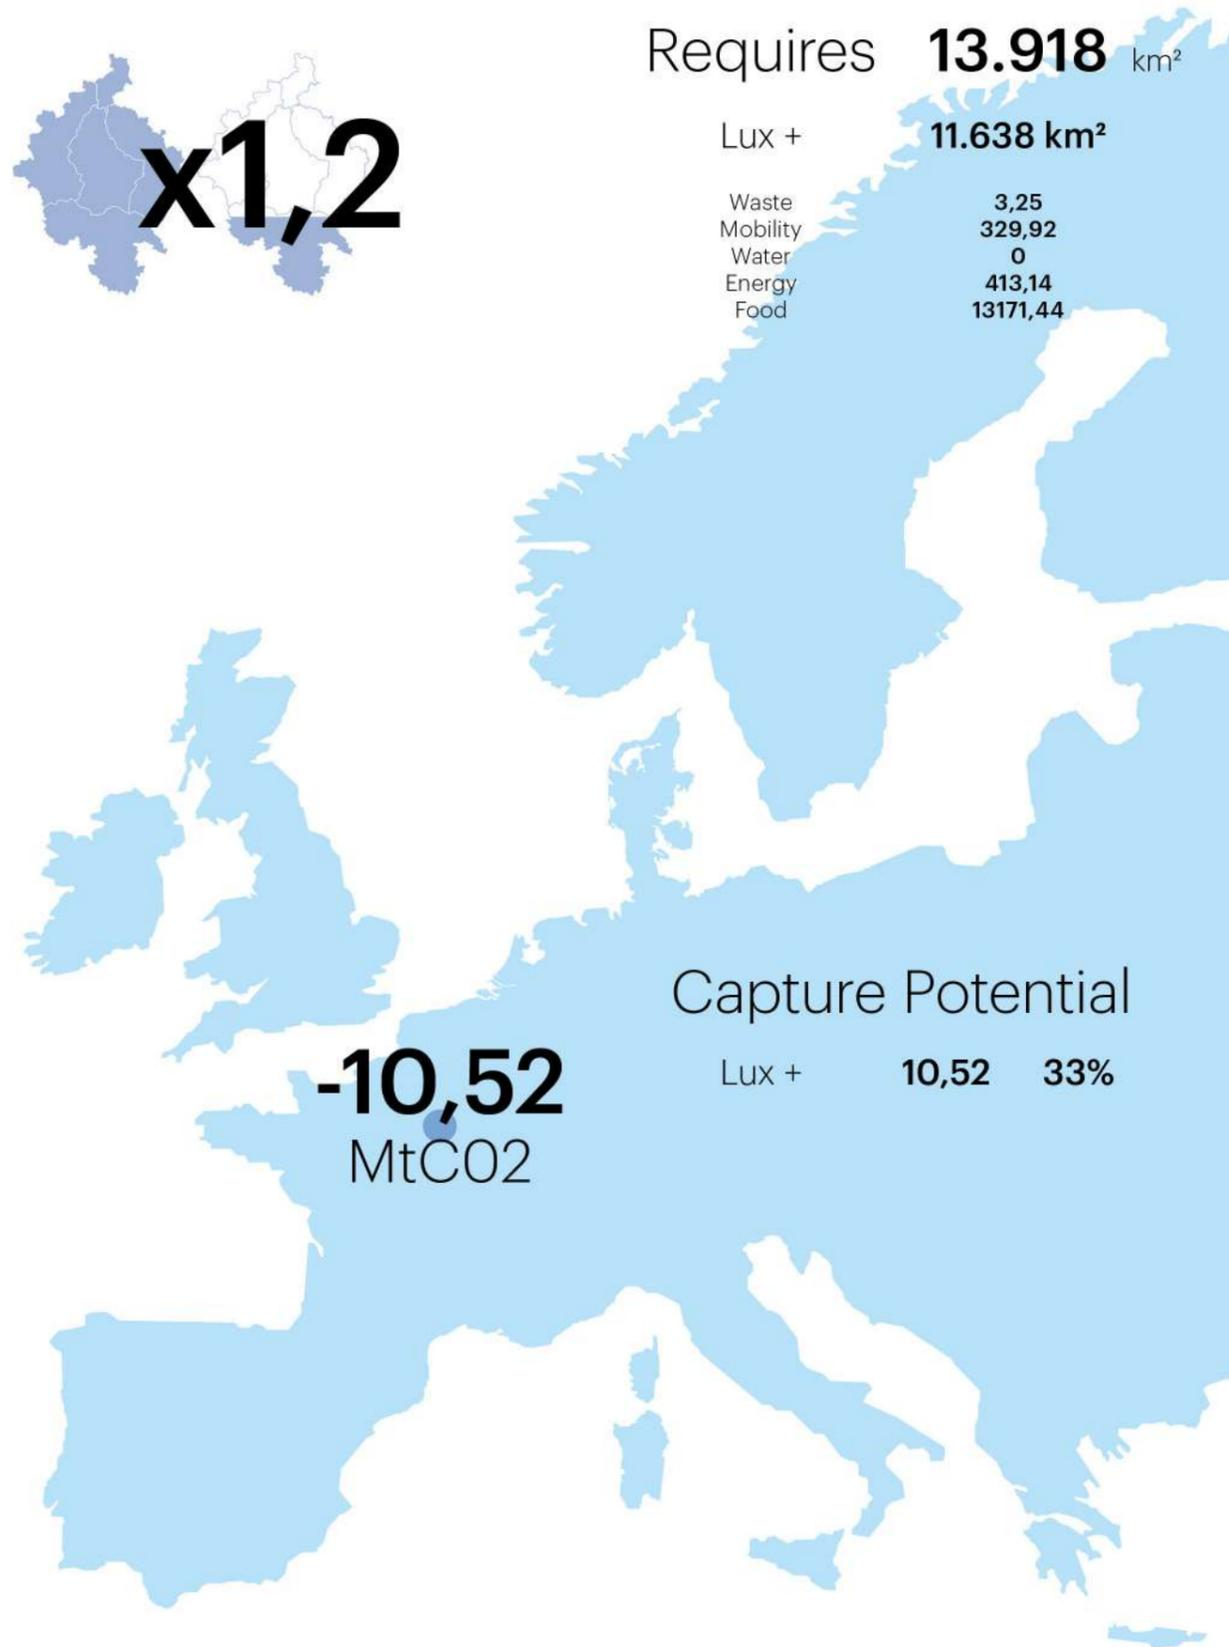 Requires 13.918 km²
x1,2
Lux + 11.638 km²
Waste 3,25
Mobility 329,92
Water 0
Energy 413,14
Food 13171,44
Capture Potential
-10,52
Lux + 10,52 33%
MtC02